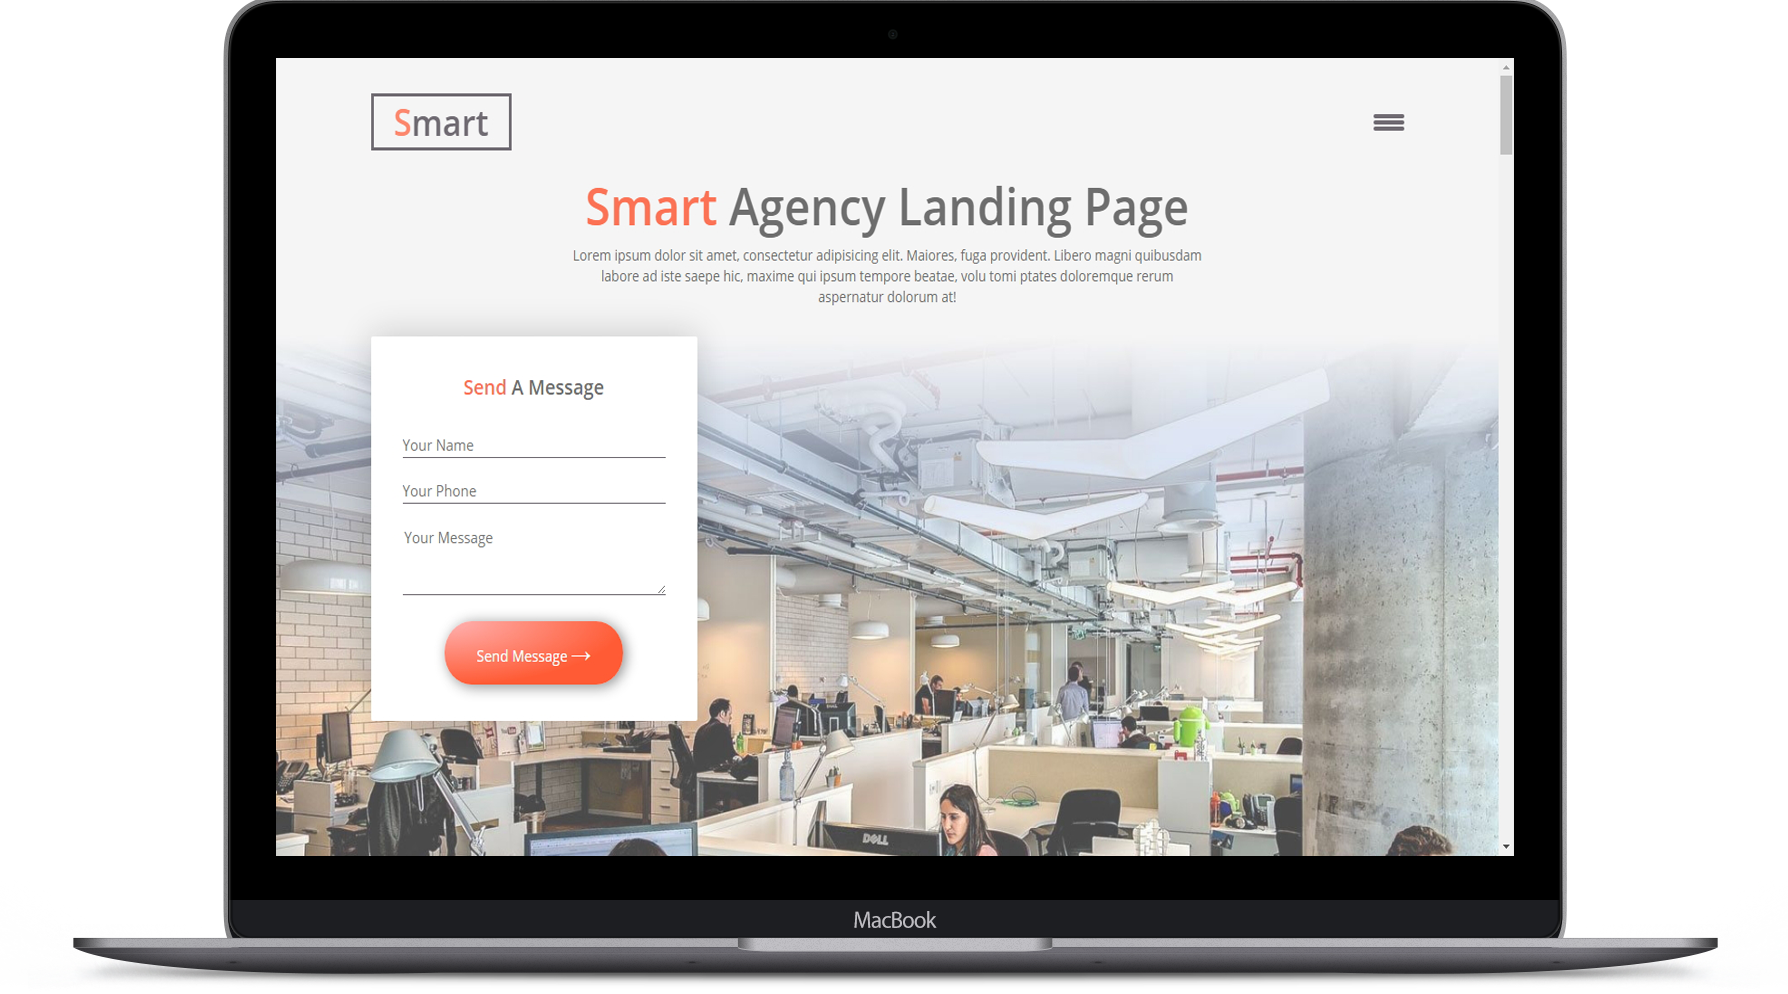 Smart
Smart Agency Landing Page
Lorem ipsum dolor sit amet, consectetur adipisicing elit. Maiores, fuga provident. Libero magni quibusdam
labore ad iste saepe hic, maxime qui ipsum tempore beatae, volu tomi ptates doloremque rerum
aspernatur dolorum at!
Send A Message
Your Name
Your Phone
Your Message
Send Message →
DELL
MacBook